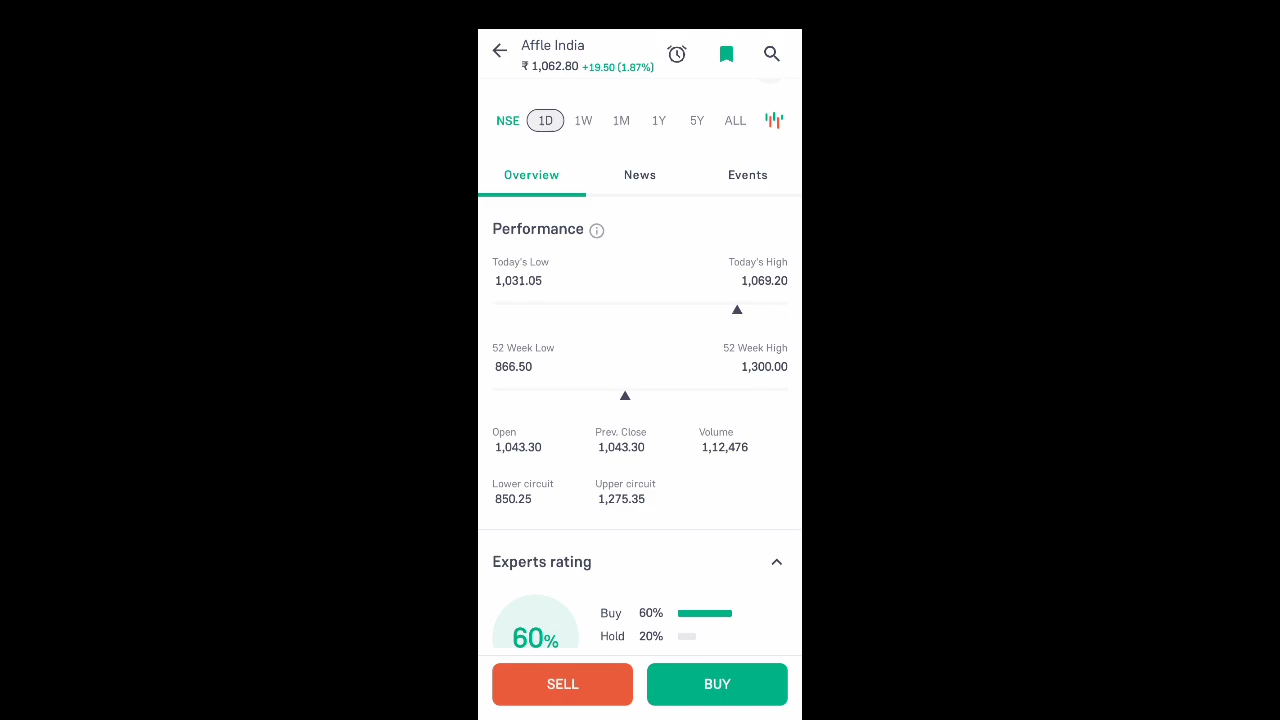 Affle India
₹ 1,062.80 +19.50 (1.87%)
NSE 1D 1W 1M 1Y 5Y ALL
Overview News Events
Performance
Today's Low Today's High
1,031.05 1,069.20
52 Week Low 52 Week High
866.50 1,300.00
Open Prev. Close Volume
1,043.30 1,043.30 1,12,476
Lower circuit Upper circuit
850.25 1,275.35
Experts rating
Buy 60%
60%
Hold 20%
SELL BUY